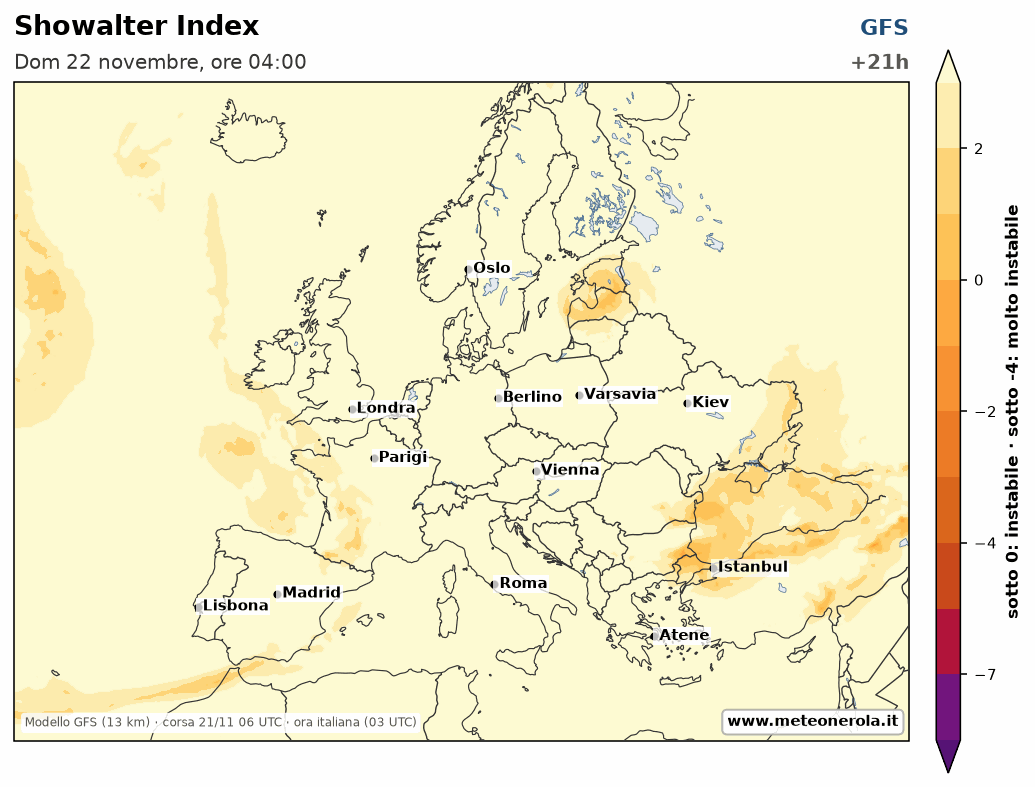 Showalter Index
GFS
Dom 22 novembre, ore 04:00
+21h
2
0
−2
−4
−7
sotto 0: instabile · sotto -4: molto instabile
Oslo
Londra
Berlino
Varsavia
Kiev
Parigi
Vienna
Istanbul
Roma
Madrid
Lisbona
Atene
Modello GFS (13 km) · corsa 21/11 06 UTC · ora italiana (03 UTC)
www.meteonerola.it